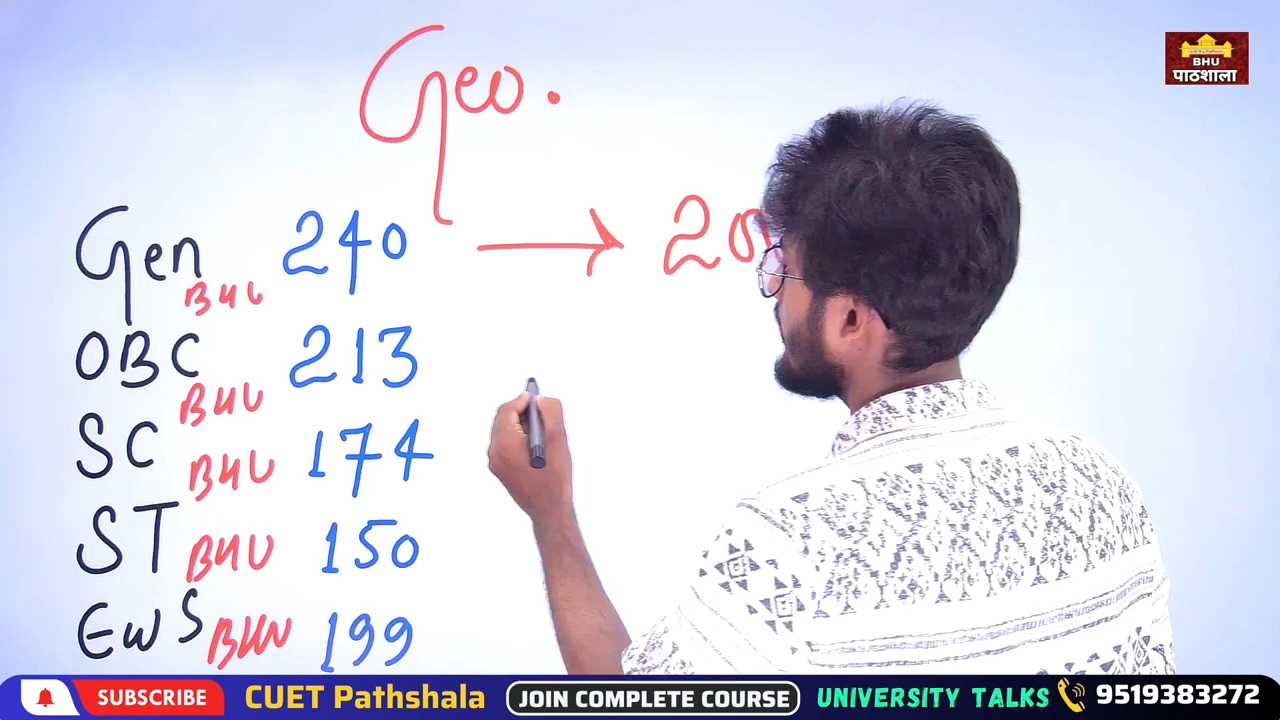 Geo.
BHU
पाठशाला
Gen BHU 240 → 20
OBC BHU 213
SC BHU 174
ST BHU 150
EWS BHU 199
SUBSCRIBE CUET Pathshala JOIN COMPLETE COURSE UNIVERSITY TALKS 9519383272